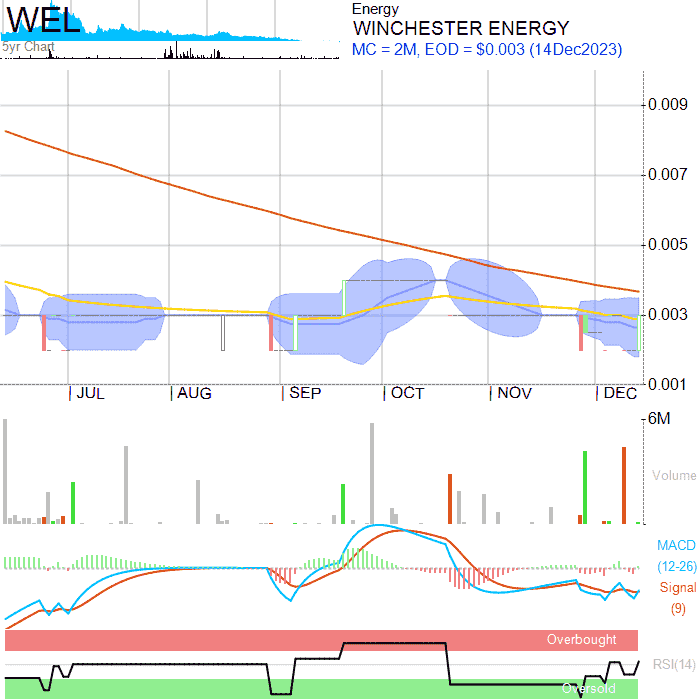 WEL
5yr Chart
Energy
WINCHESTER ENERGY
MC = 2M, EOD = $0.003 (14Dec2023)
0.009
0.007
0.005
0.003
0.001
JUL AUG SEP OCT NOV DEC
6M
Volume
MACD
(12-26)
Signal
(9)
Overbought
RSI(14)
Oversold